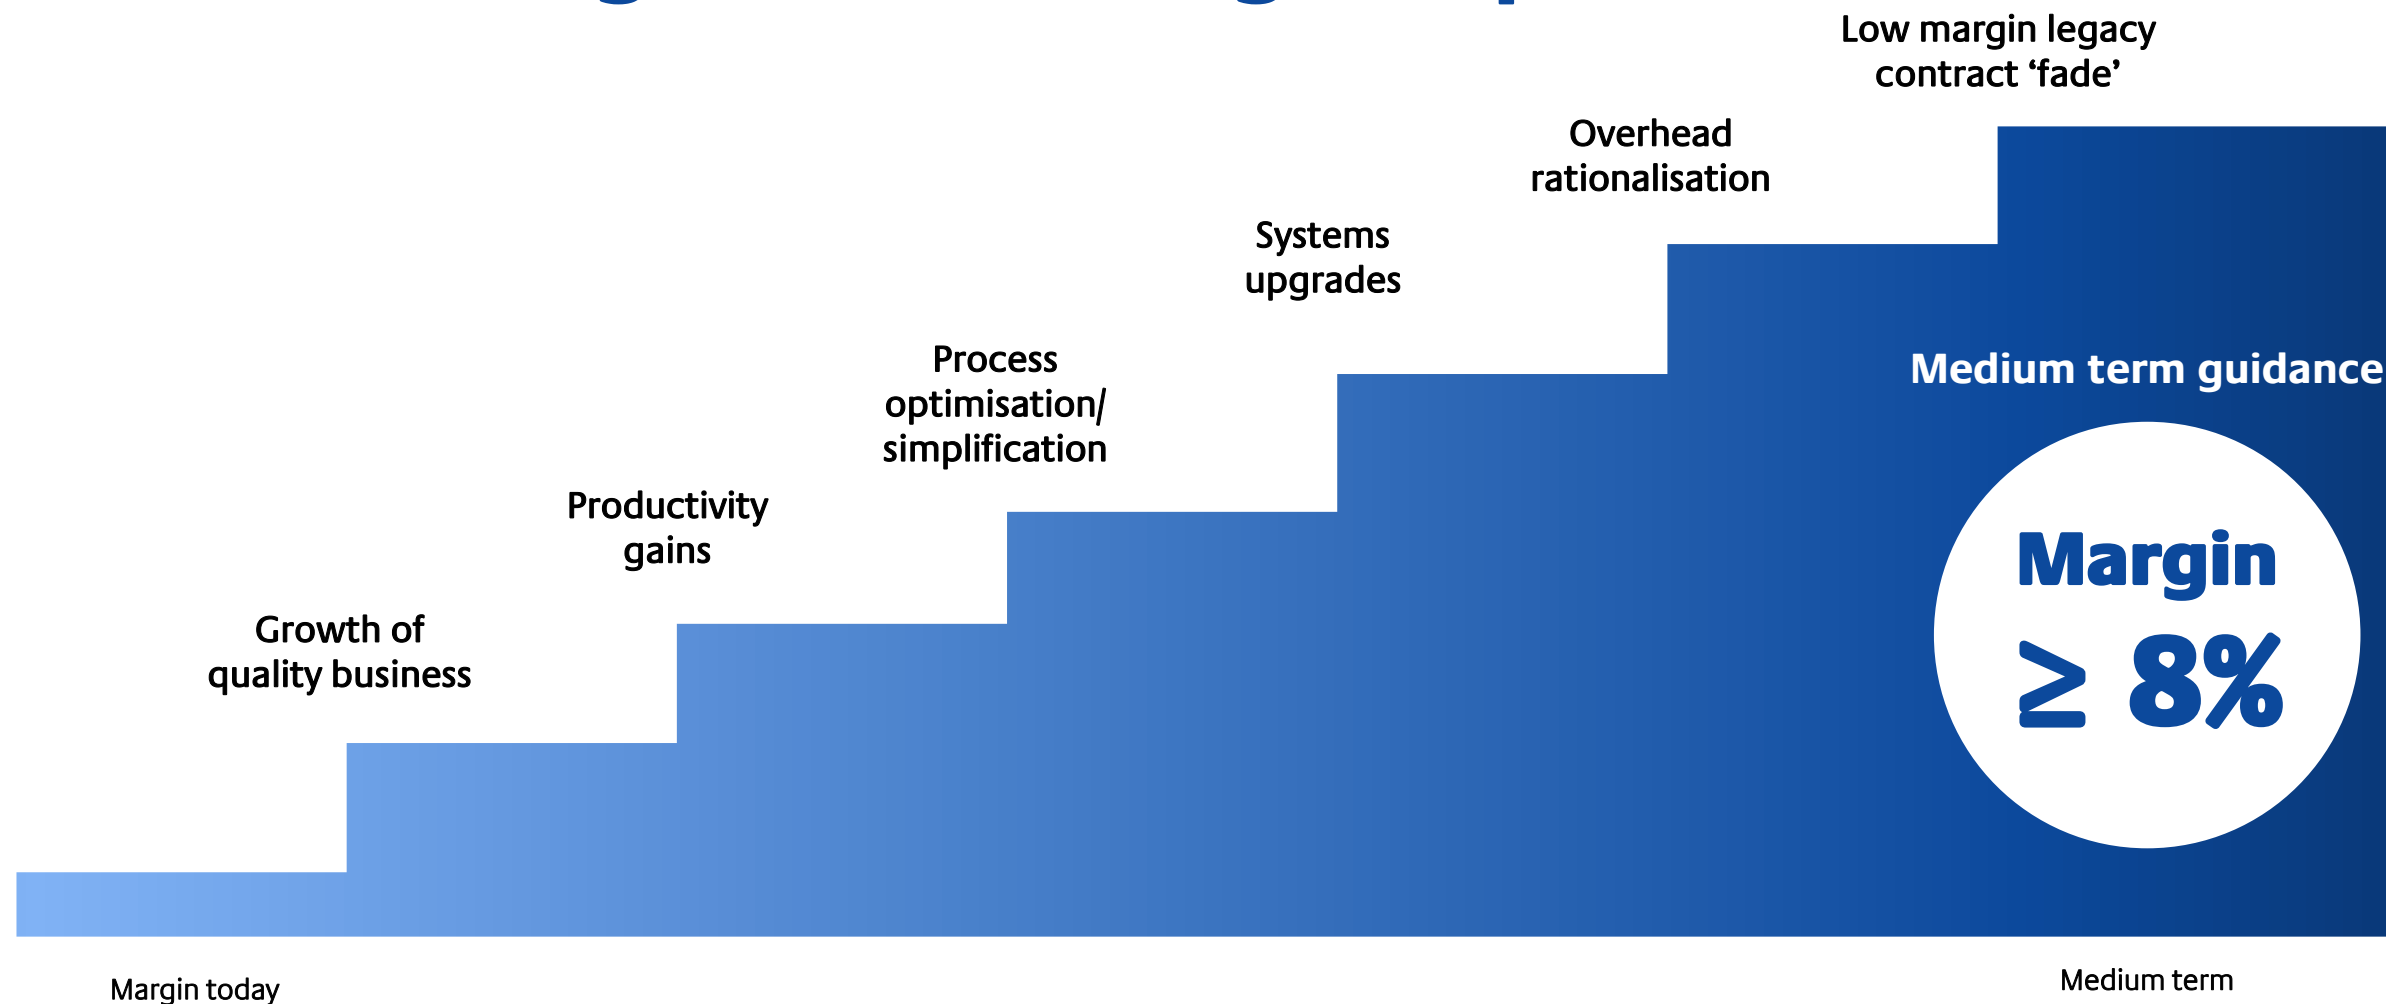 Low margin legacy
contract ‘fade’
Overhead
rationalisation
Systems
upgrades
Process
optimisation/
simplification
Productivity
gains
Growth of
quality business
Medium term guidance
Margin
≥ 8%
Margin today
Medium term